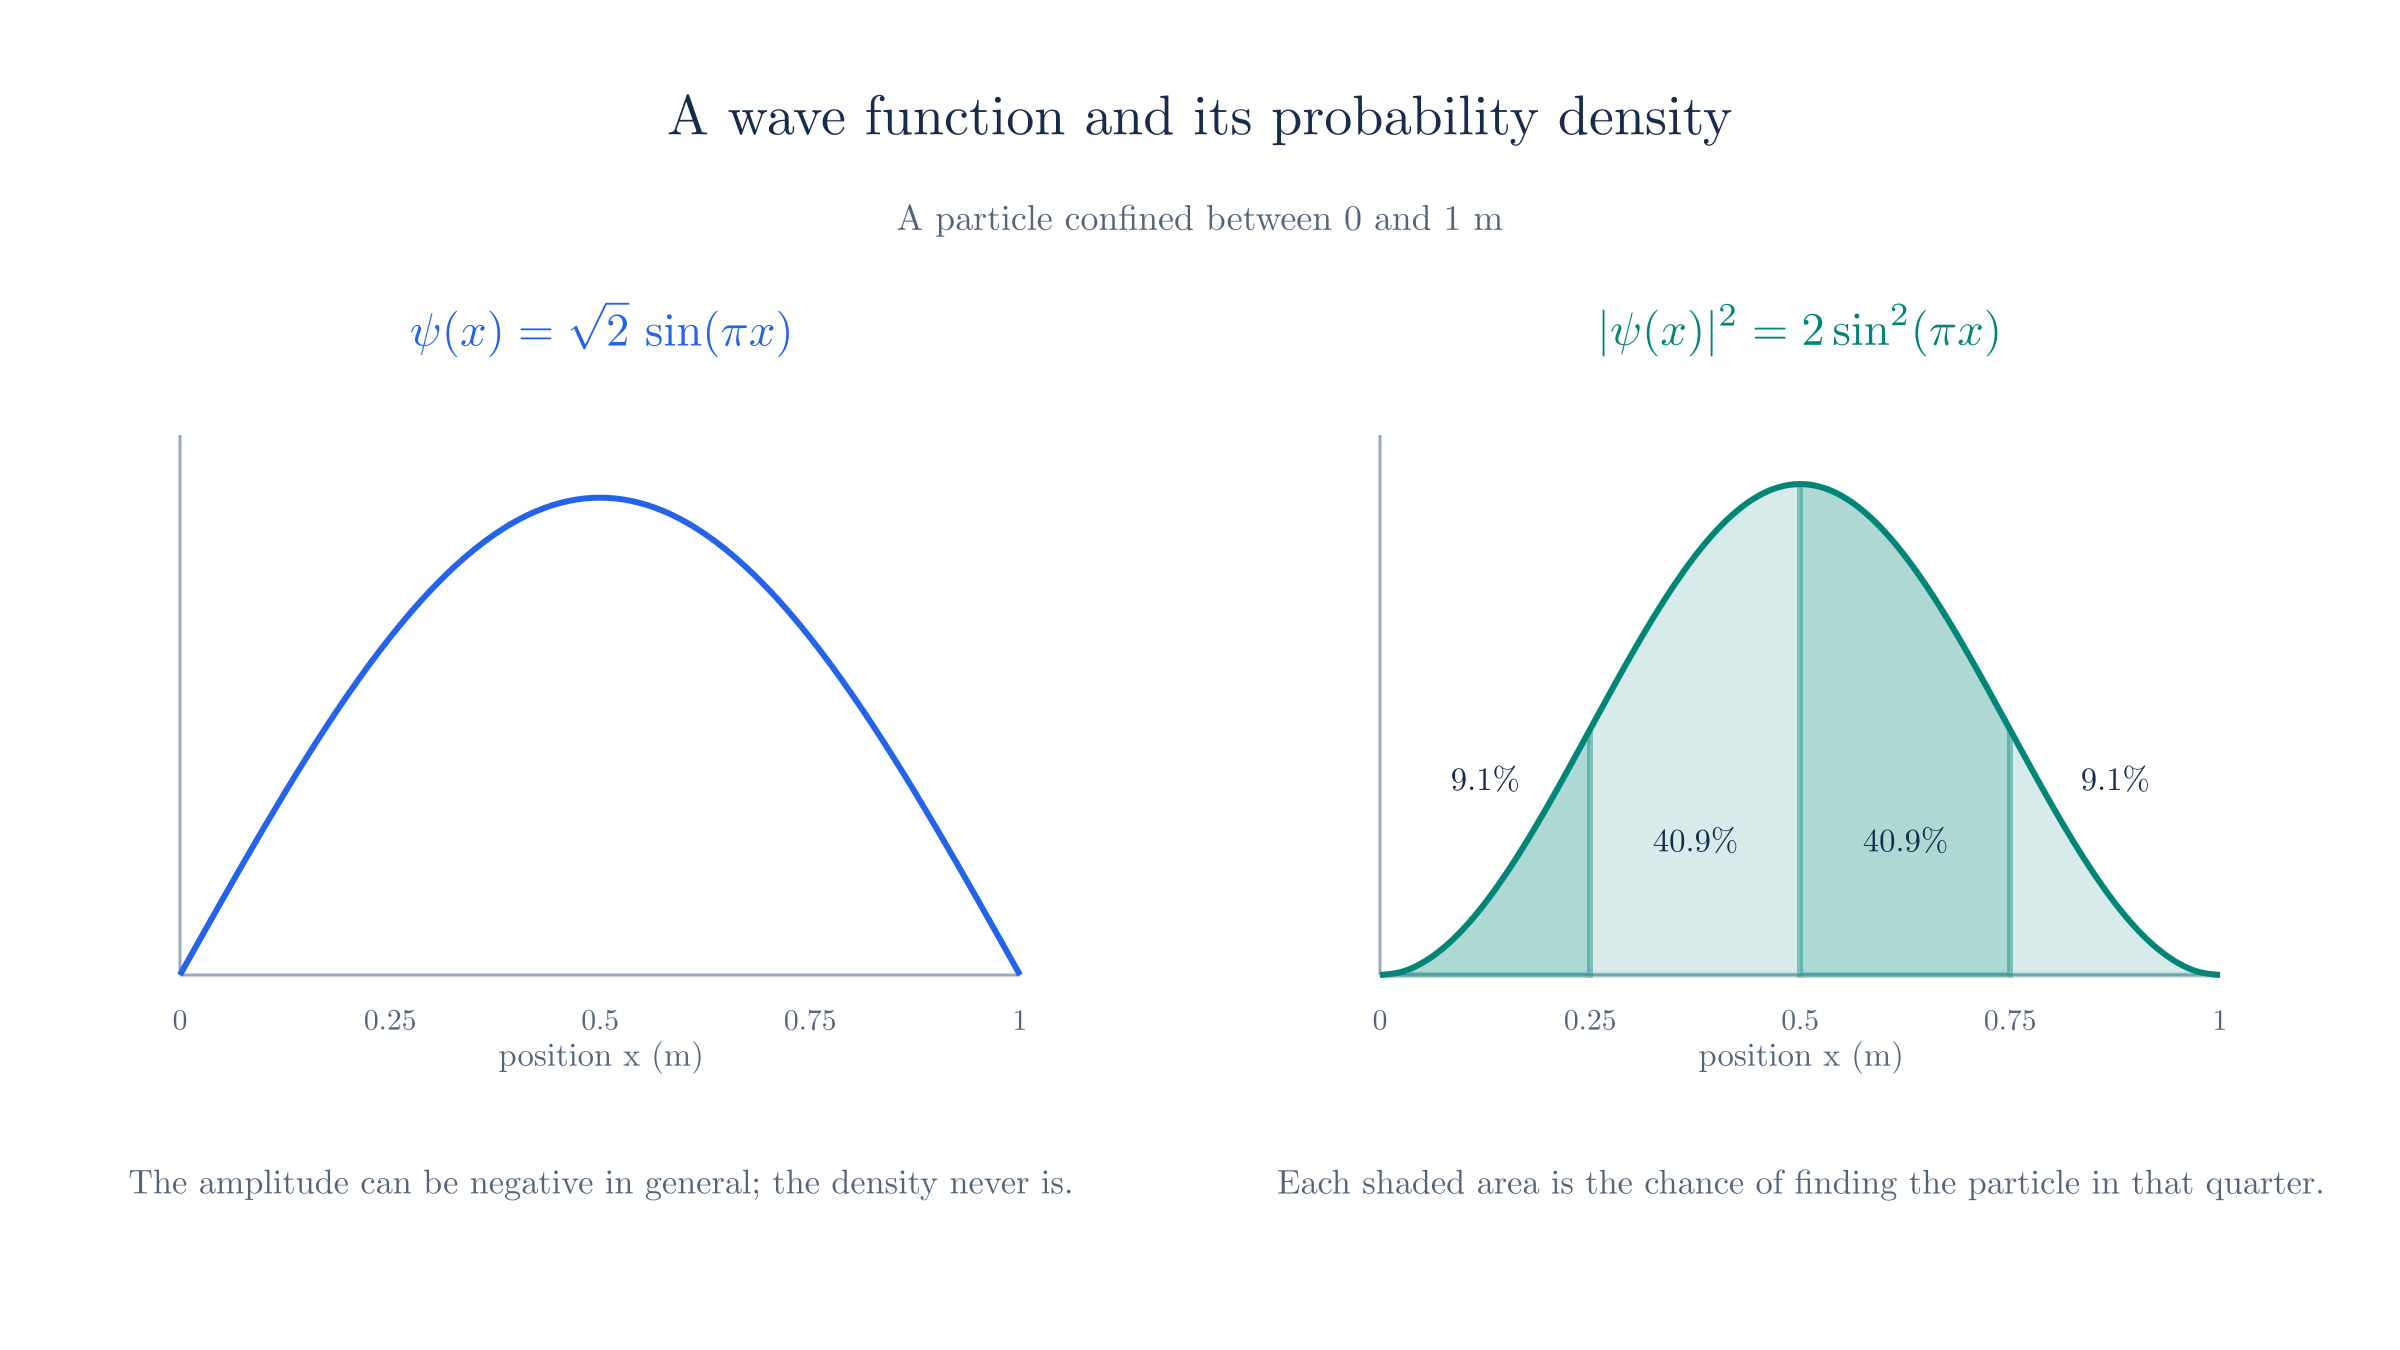 A wave function and its probability density
A particle confined between 0 and 1 m
ψ(x) = √2 sin(πx)
|ψ(x)|² = 2 sin²(πx)
0 0.25 0.5 0.75 1
position x (m)
9.1%
40.9%
40.9%
9.1%
0 0.25 0.5 0.75 1
position x (m)
The amplitude can be negative in general; the density never is.
Each shaded area is the chance of finding the particle in that quarter.